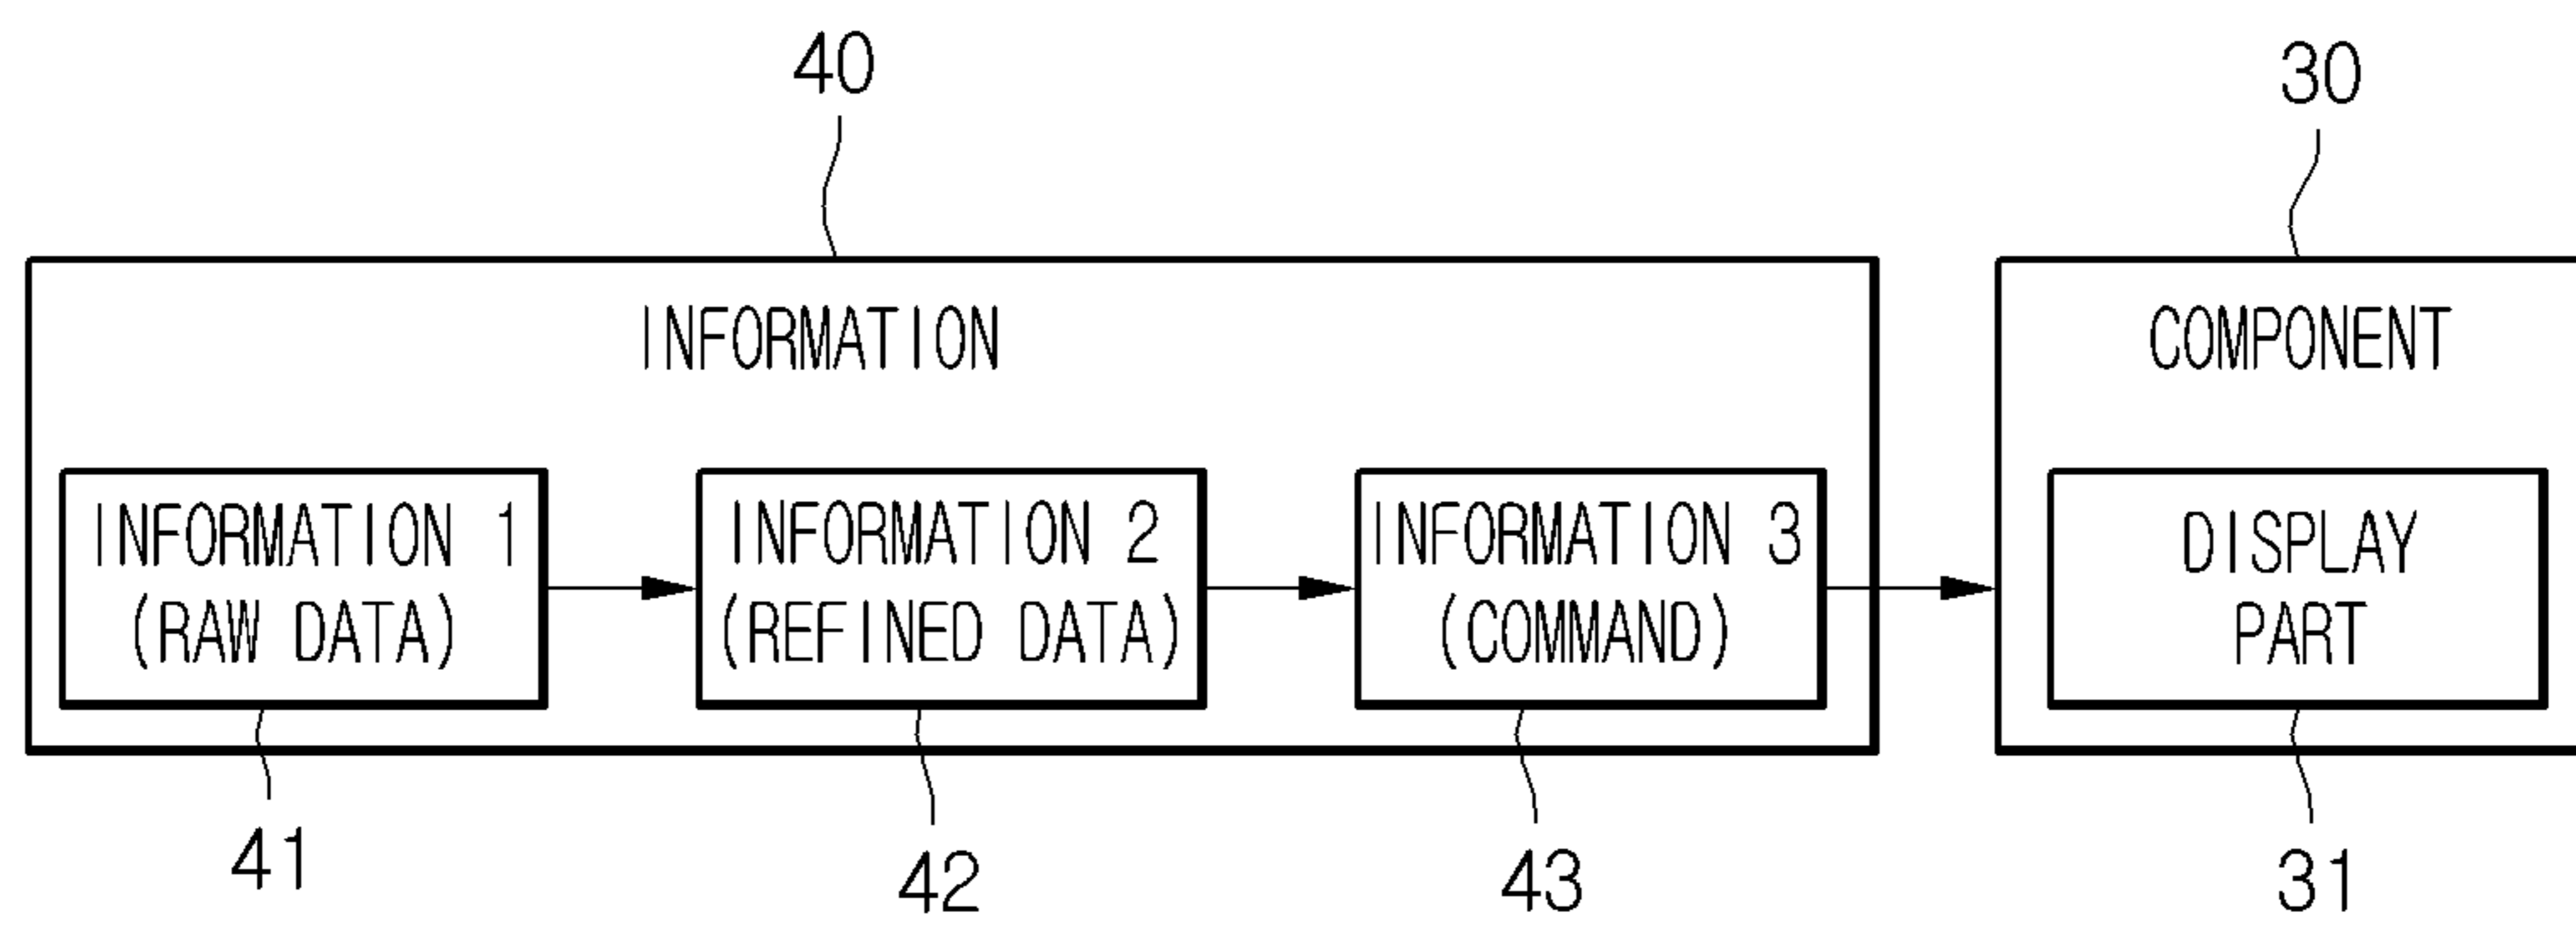 40
30
INFORMATION
COMPONENT
INFORMATION 1
(RAW DATA)
INFORMATION 2
(REFINED DATA)
INFORMATION 3
(COMMAND)
DISPLAY
PART
41
42
43
31